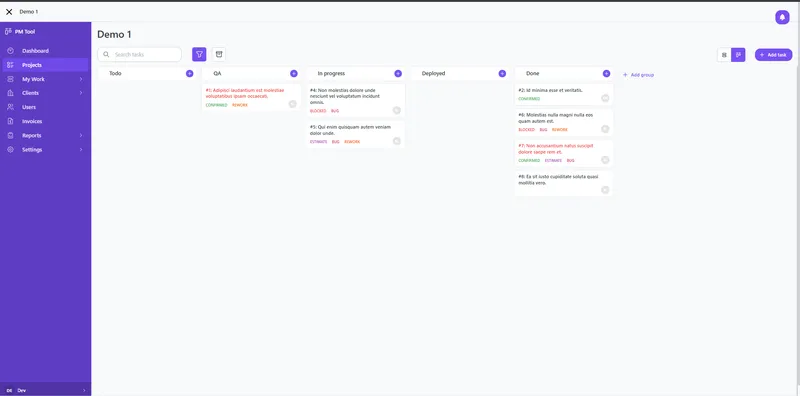 Demo 1
PM Tool
Dashboard
Projects
My Work
Clients
Users
Invoices
Reports
Settings
DE Dev
Demo 1
Search tasks
Add task
Todo
QA
#1: Adipisci laudantium est molestiae
voluptatibus ipsam occaecati.
CONFIRMED REWORK
In progress
#4: Non molestias dolore unde
nesciunt vel voluptatum incidunt
omnis.
BLOCKED BUG
#5: Qui enim quisquam autem veniam
dolor unde.
ESTIMATE BUG REWORK
Deployed
Done
#2: Id minima esse et veritatis.
CONFIRMED
#6: Molestias nulla magni nulla eos
quam autem est.
BLOCKED BUG REWORK
#7: Non accusantium natus suscipit
dolore saepe rem et.
CONFIRMED ESTIMATE BUG
#8: Ea sit iusto cupiditate soluta quasi
mollitia vero.
Add group